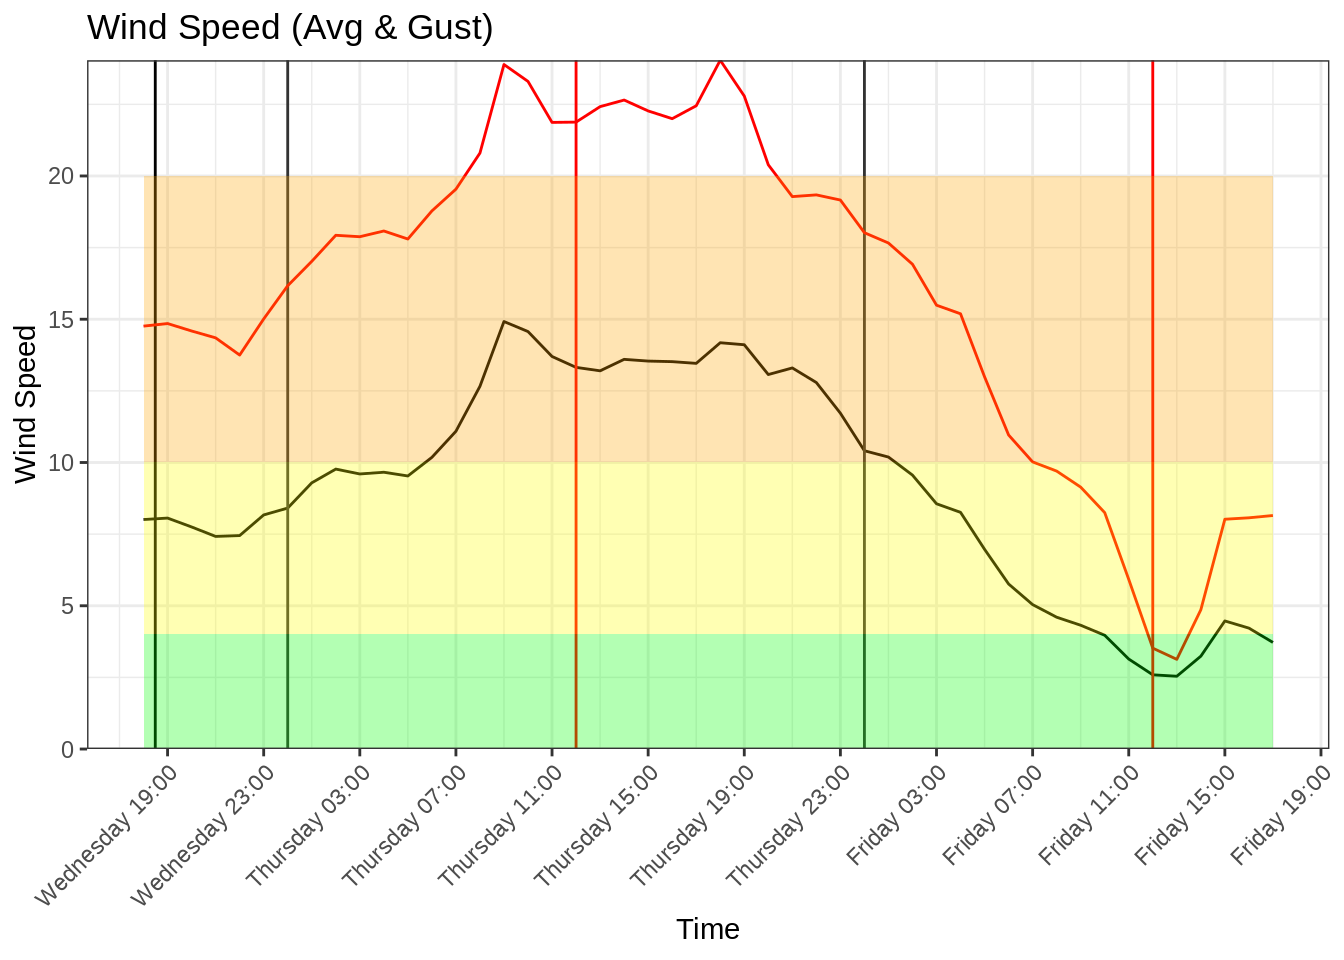 Wind Speed (Avg & Gust)
Wind Speed
20
15
10
5
0
Wednesday 19:00
Wednesday 23:00
Thursday 03:00
Thursday 07:00
Thursday 11:00
Thursday 15:00
Thursday 19:00
Thursday 23:00
Friday 03:00
Friday 07:00
Friday 11:00
Friday 15:00
Friday 19:00
Time